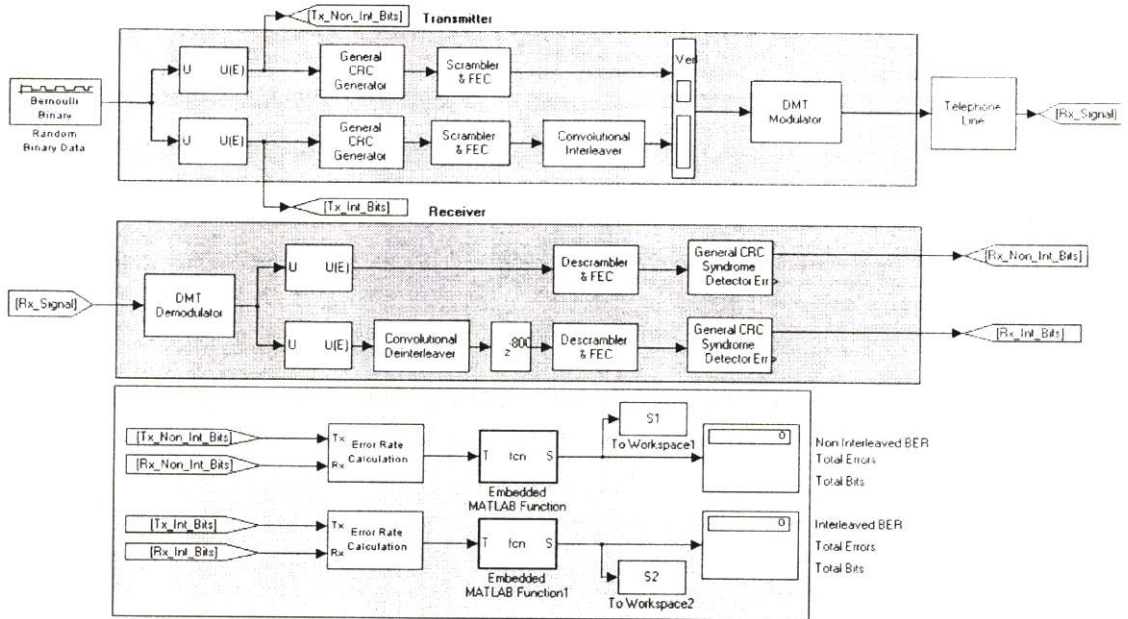 [Tx_Non_Int_Bits]
Transmitter
Bernoulli
Binary
Random
Binary Data
U U(E)
General
CRC
Generator
Scrambler
& FEC
Ver
DMT
Modulator
Telephone
Line
[Rx_Signal]
U U(E)
General
CRC
Generator
Scrambler
& FEC
Convolutional
Interleaver
[Tx_Int_Bits]
Receiver
[Rx_Signal]
DMT
Demodulator
U U(E)
Descrambler
& FEC
General CRC
Syndrome
Detector Err
[Rx_Non_Int_Bits]
U U(E)
Convolutional
Deinterleaver
-800
z
Descrambler
& FEC
General CRC
Syndrome
Detector Err
[Rx_Int_Bits]
[Tx_Non_Int_Bits]
[Rx_Non_Int_Bits]
Tx
Rx
Error Rate
Calculation
T fcn S
Embedded
MATLAB Function
S1
To Workspace1
0
Non Interleaved BER
Total Errors
Total Bits
[Tx_Int_Bits]
[Rx_Int_Bits]
Tx
Rx
Error Rate
Calculation
T fcn S
Embedded
MATLAB Function1
S2
To Workspace2
0
Interleaved BER
Total Errors
Total Bits